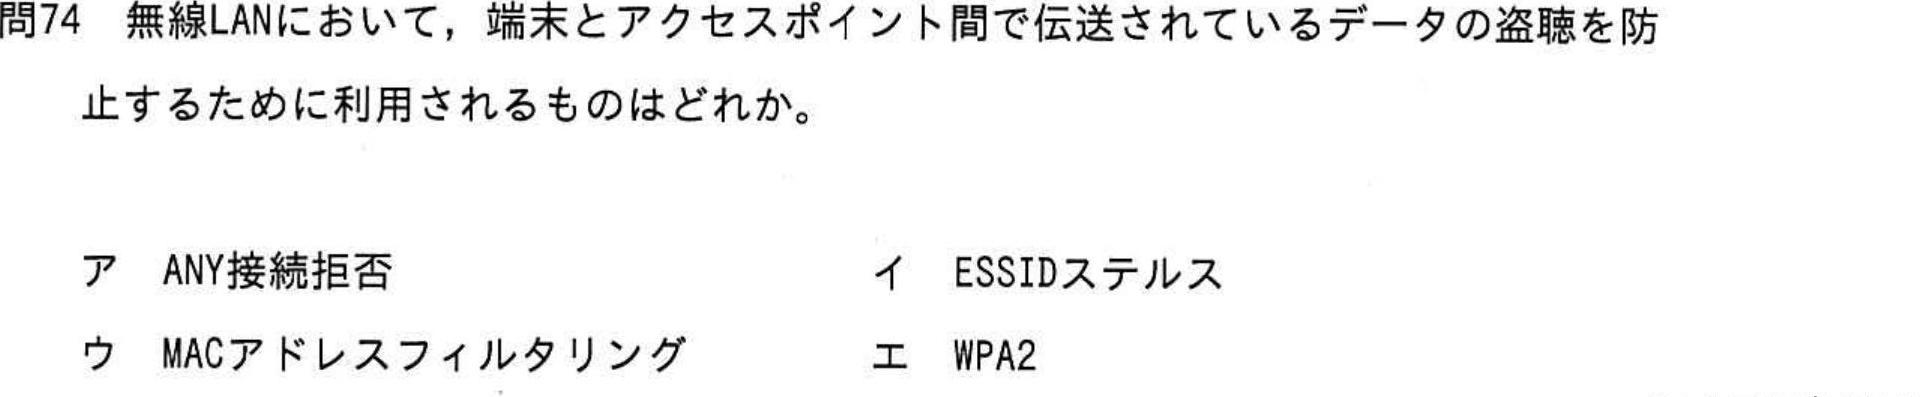 問74　無線LANにおいて，端末とアクセスポイント間で伝送されているデータの盗聴を防
止するために利用されるものはどれか。
ア　ANY接続拒否　イ　ESSIDステルス
ウ　MACアドレスフィルタリング　エ　WPA2